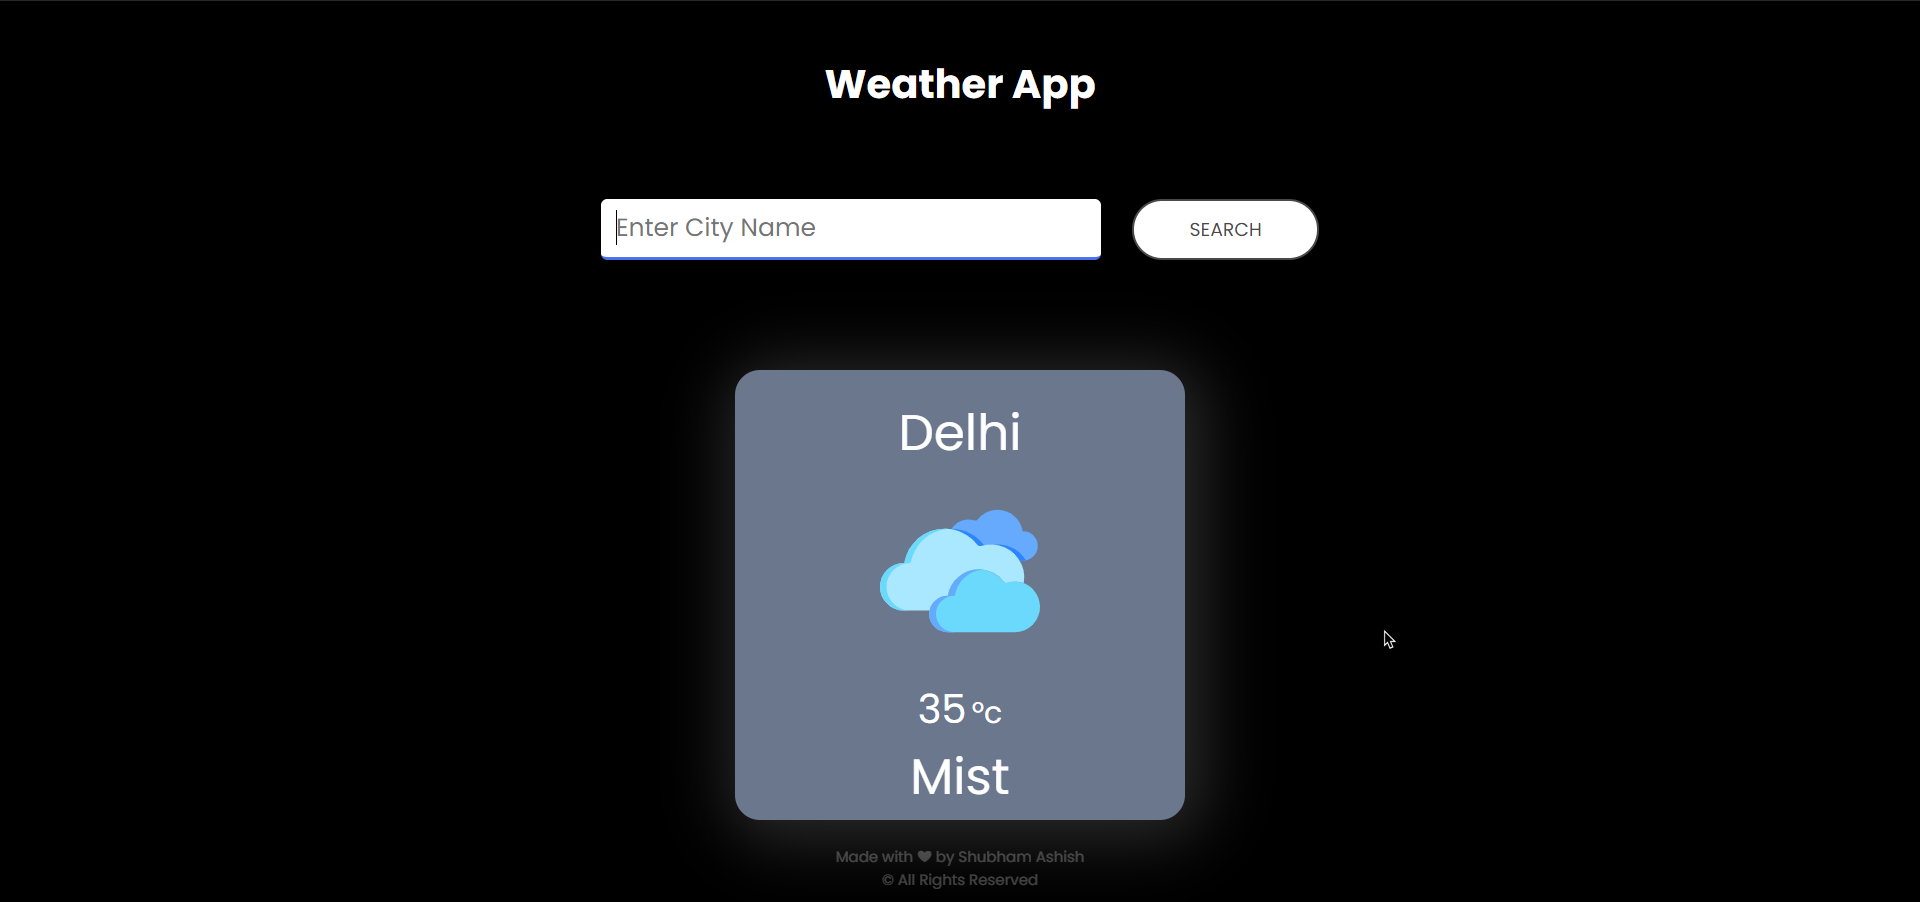 Weather App
Enter City Name
SEARCH
Delhi
35 °c
Mist
Made with ♥ by Shubham Ashish
© All Rights Reserved